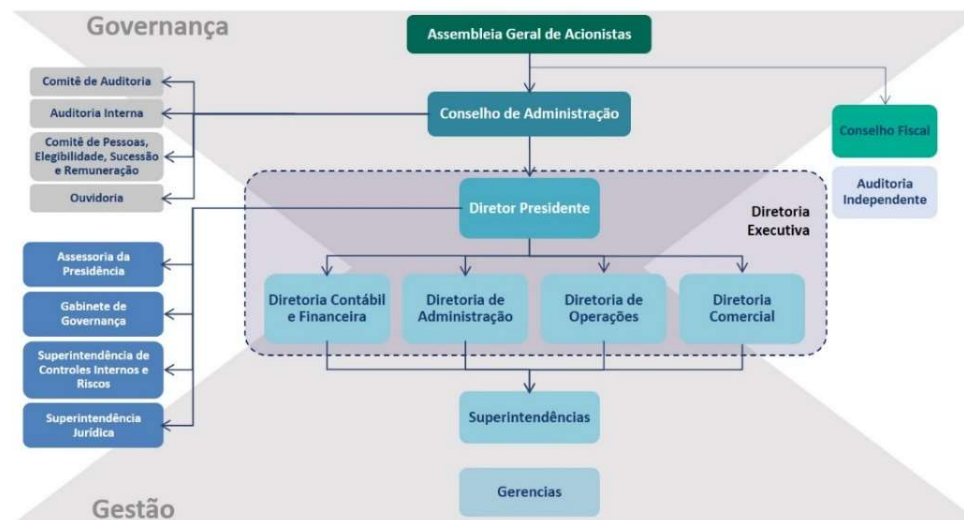 Governança
Assembleia Geral de Acionistas
Comitê de Auditoria
Auditoria Interna
Comitê de Pessoas,
Elegibilidade, Sucessão
e Remuneração
Ouvidoria
Conselho de Administração
Conselho Fiscal
Auditoria
Independente
Diretor Presidente
Diretoria
Executiva
Assessoria da
Presidência
Gabinete de
Governança
Superintendência de
Controles Internos e
Riscos
Superintendência
Jurídica
Diretoria Contábil
e Financeira
Diretoria de
Administração
Diretoria de
Operações
Diretoria
Comercial
Superintendências
Gerencias
Gestão